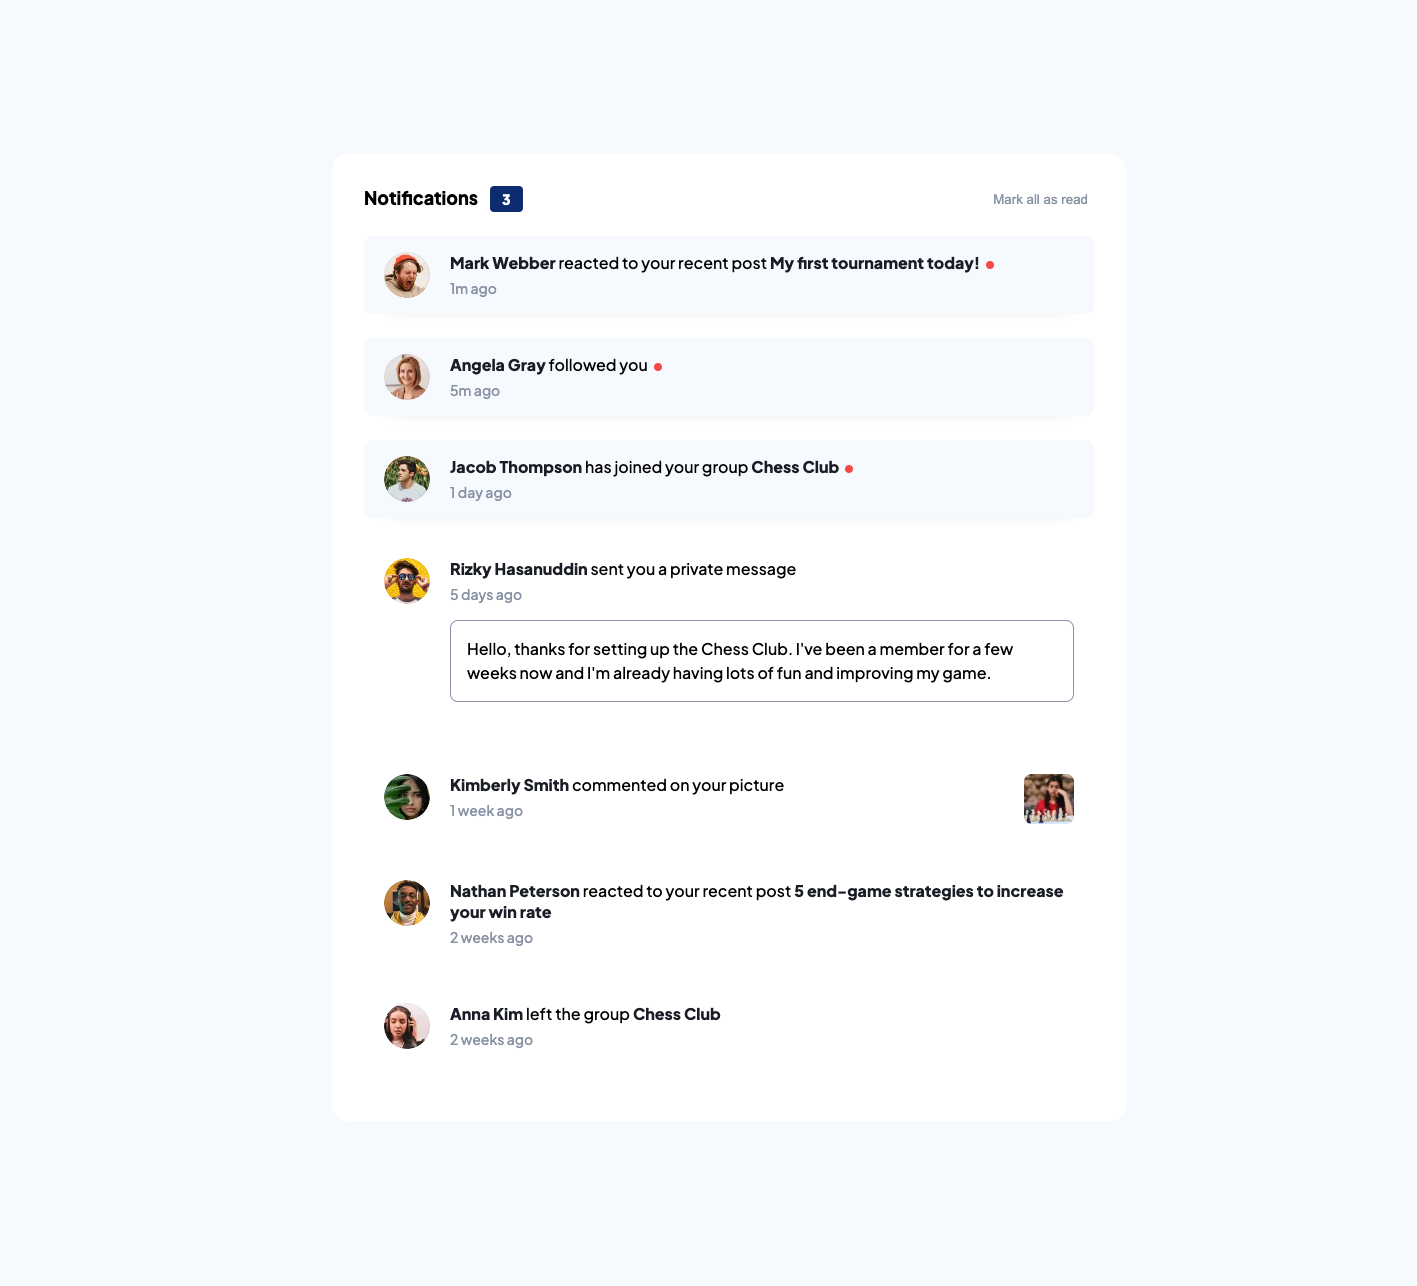 Notifications 3 Mark all as read
Mark Webber reacted to your recent post My first tournament today!
1m ago
Angela Gray followed you
5m ago
Jacob Thompson has joined your group Chess Club
1 day ago
Rizky Hasanuddin sent you a private message
5 days ago
Hello, thanks for setting up the Chess Club. I've been a member for a few
weeks now and I'm already having lots of fun and improving my game.
Kimberly Smith commented on your picture
1 week ago
Nathan Peterson reacted to your recent post 5 end-game strategies to increase
your win rate
2 weeks ago
Anna Kim left the group Chess Club
2 weeks ago